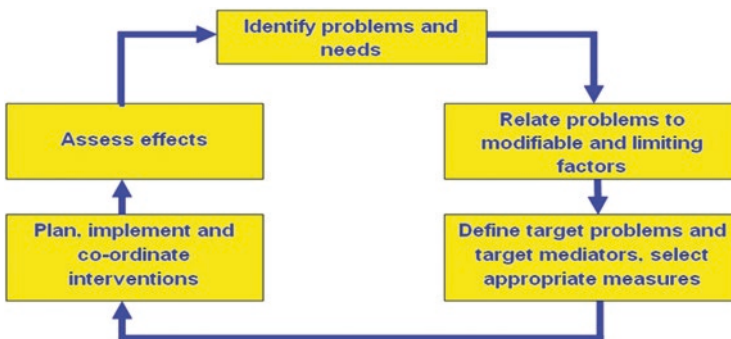 Identify problems and
needs
Relate problems to
modifiable and limiting
factors
Define target problems and
target mediators. select
appropriate measures
Plan. implement and
co-ordinate
interventions
Assess effects